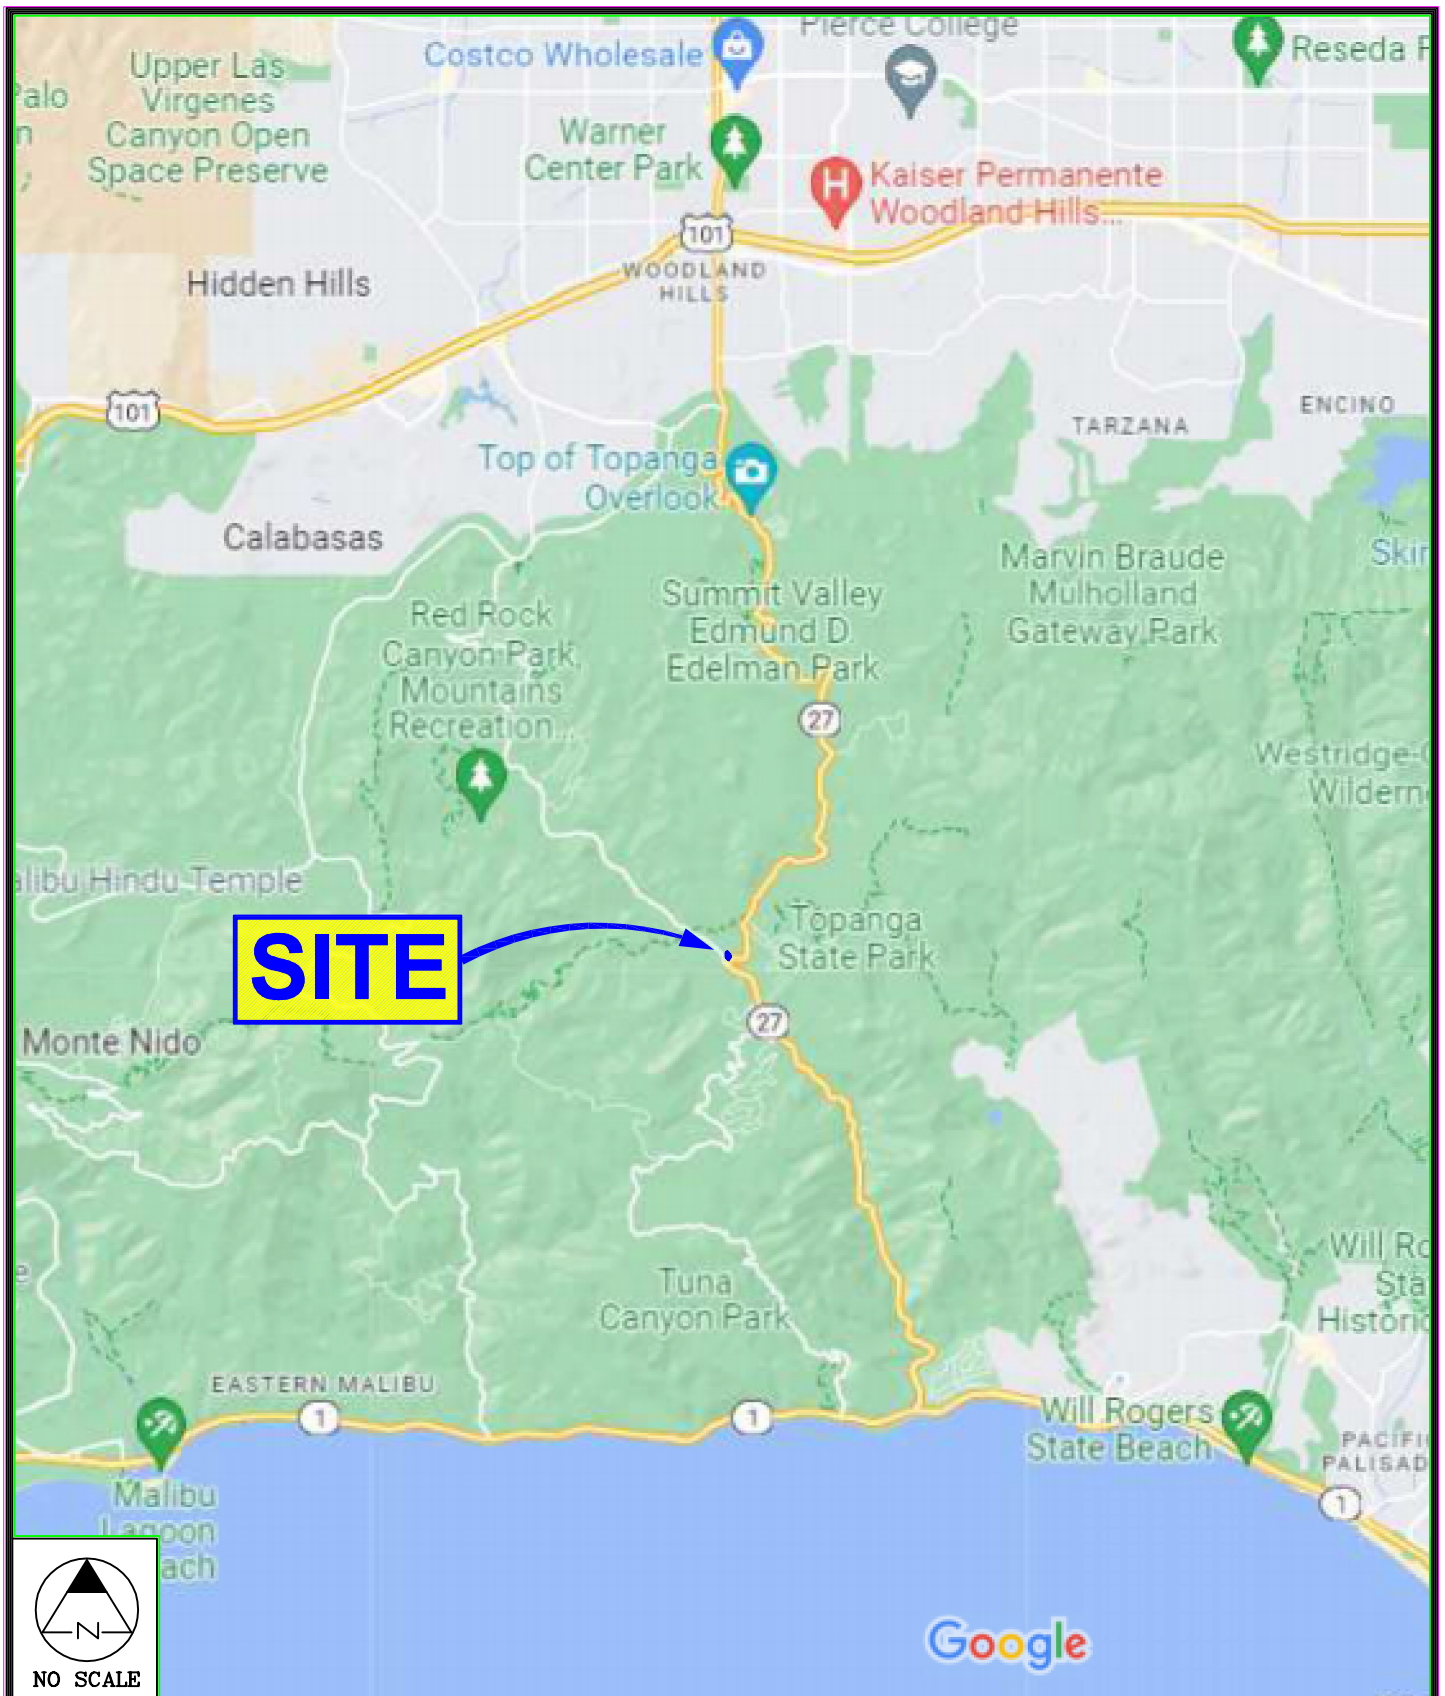 Pierce College
Costco Wholesale
Reseda
Upper Las
Virgenes
Canyon Open
Space Preserve
Warner
Center Park
Kaiser Permanente
Woodland Hills...
101
WOODLAND
HILLS
Hidden Hills
101
ENCINO
TARZANA
Top of Topanga
Overlook
Calabasas
Marvin Braude
Mulholland
Gateway Park
Summit Valley
Edmund D.
Edelman Park
Red Rock
Canyon Park,
Mountains
Recreation...
27
Westridge-
Hindu Temple
Topanga
State Park
SITE
27
Monte Nido
Will
Tuna
Canyon Park
EASTERN MALIBU
1
1
Will Rogers
State Beach
1
Malibu
Lagoon
N
NO SCALE
Google